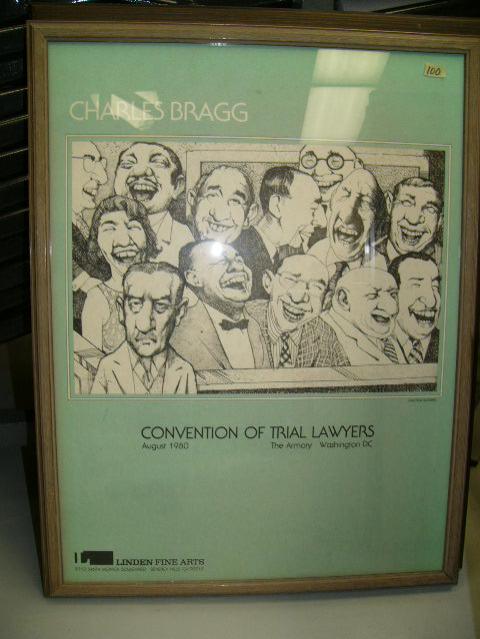 100
CHARLES BRAGG
CONVENTION OF TRIAL LAWYERS
August 1980 The Armory Washington DC
LINDEN FINE ARTS